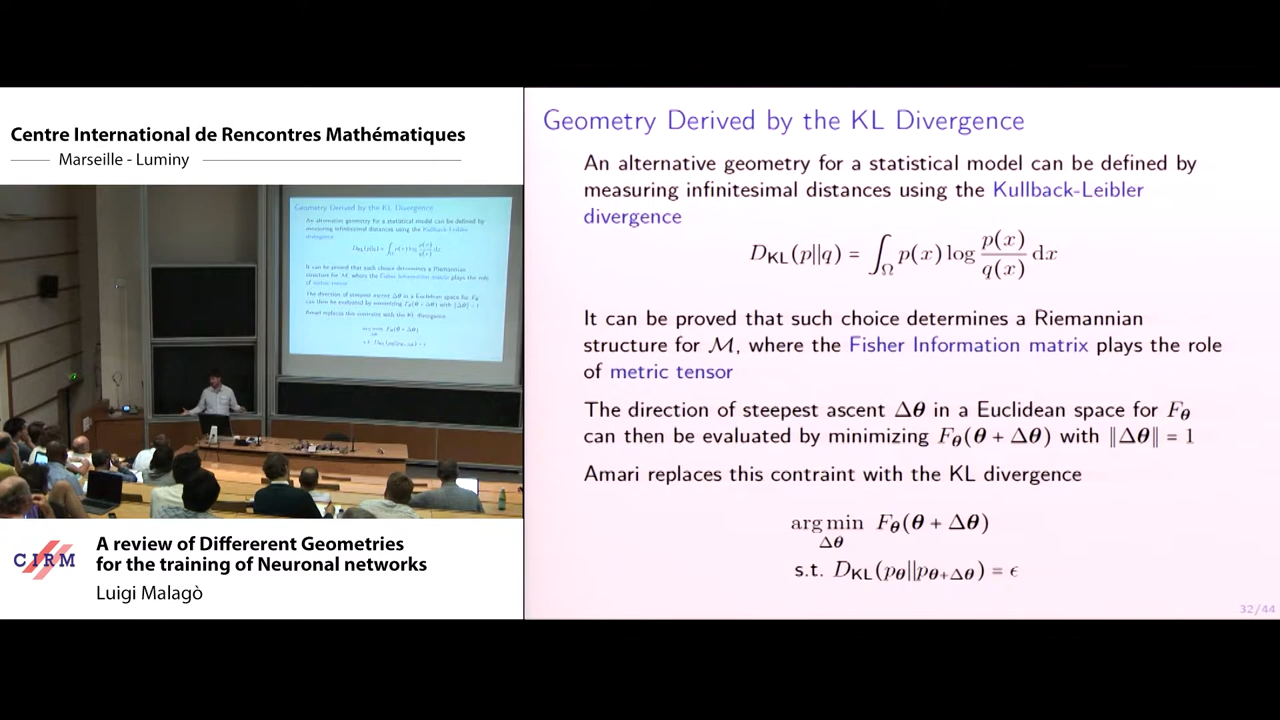 Centre International de Rencontres Mathématiques
Marseille - Luminy
Geometry Derived by the KL Divergence
An alternative geometry for a statistical model can be defined by
measuring infinitesimal distances using the Kullback-Leibler
divergence
D_KL(p||q) = ∫_Ω p(x) log p(x)/q(x) dx
It can be proved that such choice determines a Riemannian
structure for ℳ, where the Fisher Information matrix plays the role
of metric tensor
The direction of steepest ascent Δθ in a Euclidean space for F_θ
can then be evaluated by minimizing F_θ(θ + Δθ) with ‖Δθ‖ = 1
Amari replaces this contraint with the KL divergence
arg min F_θ(θ + Δθ)
Δθ
s.t. D_KL(p_θ||p_θ+Δθ) = ϵ
32/44
CIRM
A review of Differerent Geometries
for the training of Neuronal networks
Luigi Malagò